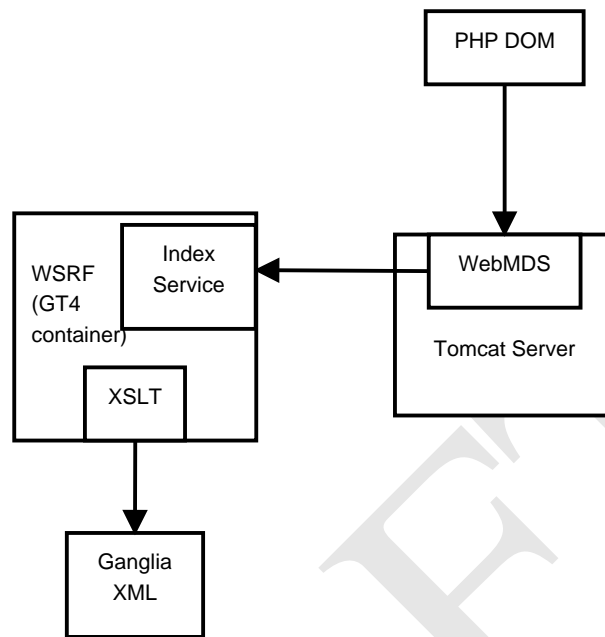 PHP DOM
WSRF
(GT4
container)
Index
Service
WebMDS
Tomcat Server
XSLT
Ganglia
XML